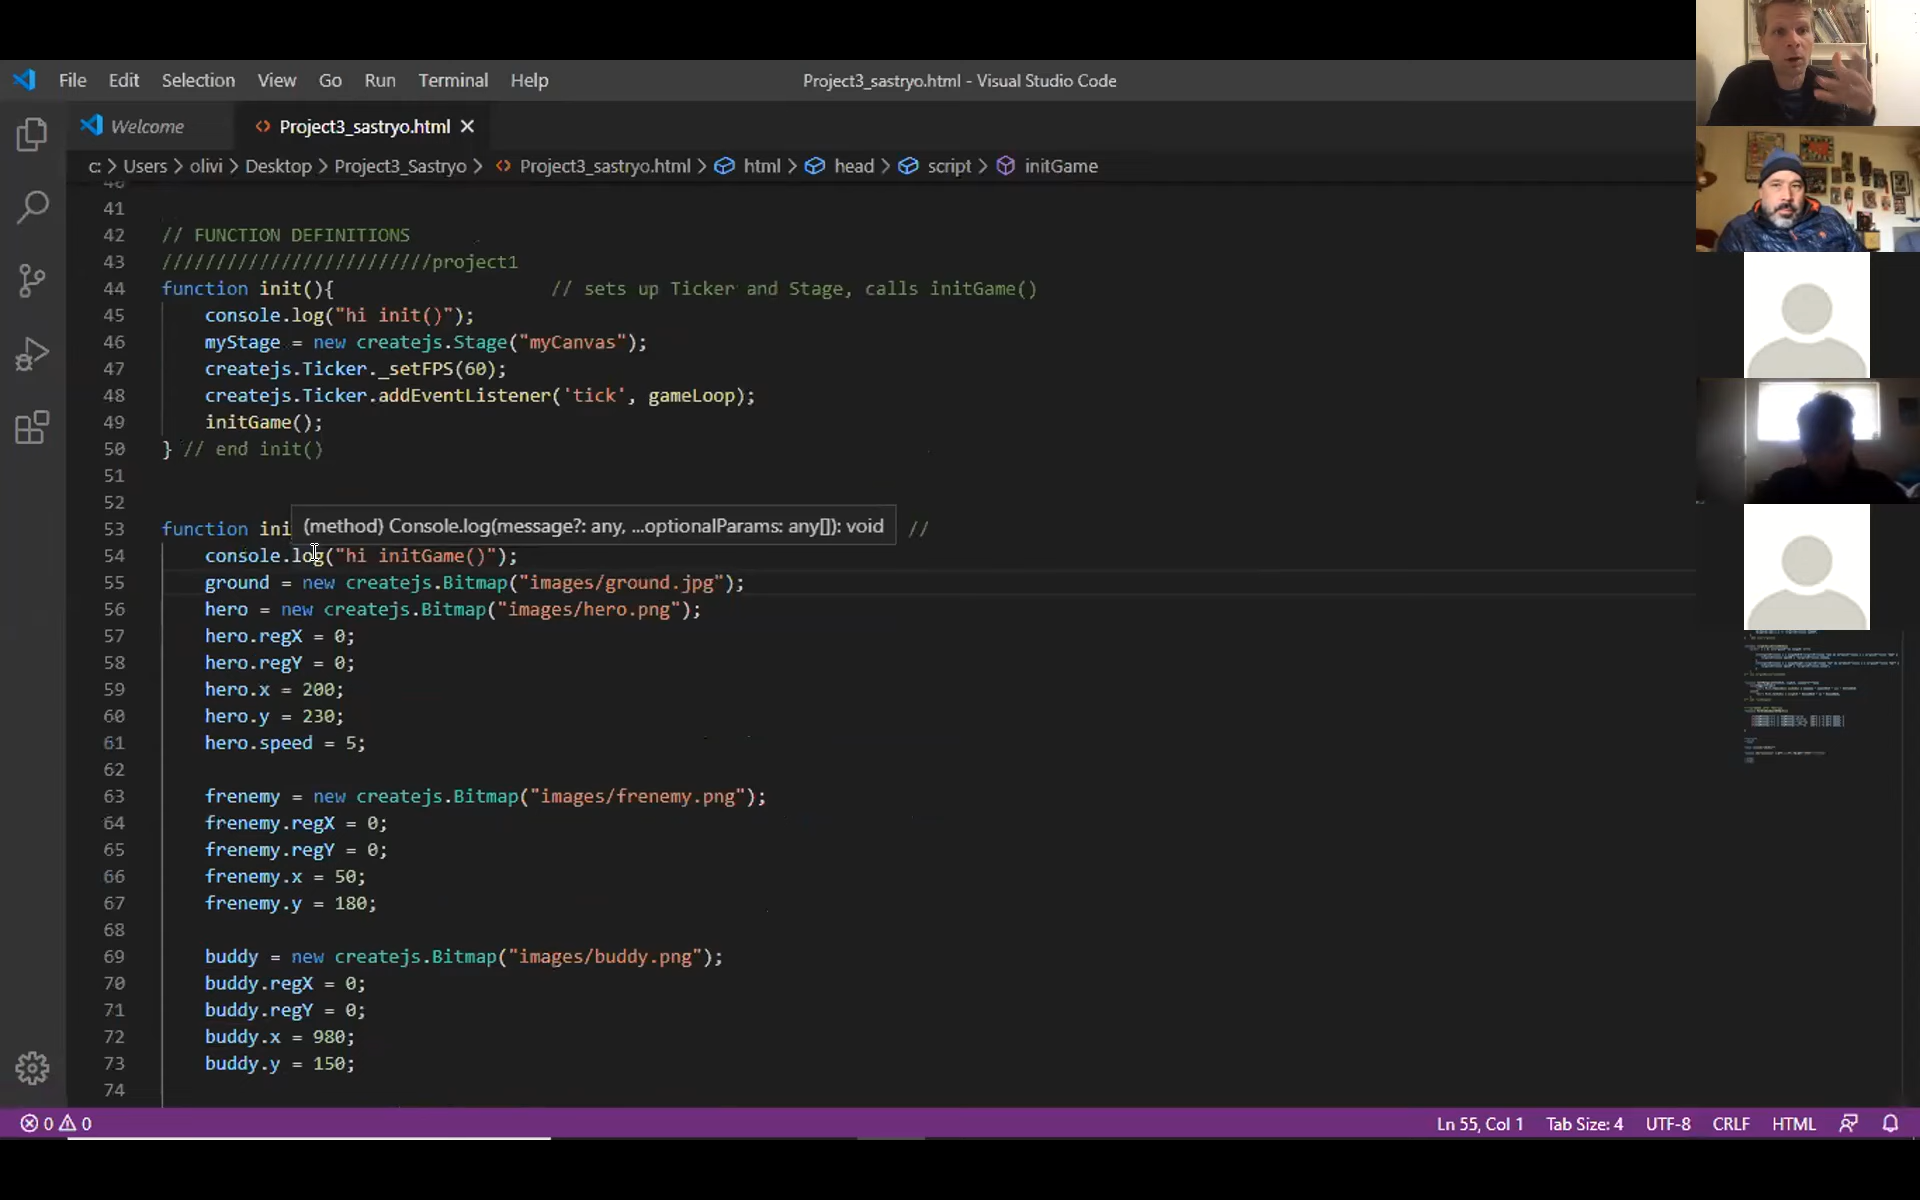 File Edit Selection View Go Run Terminal Help Project3_sastryo.html - Visual Studio Code
Welcome Project3_sastryo.html
c: > Users > olivi > Desktop > Project3_Sastryo > Project3_sastryo.html > html > head > script > initGame
41
42 // FUNCTION DEFINITIONS
43 /////////////////////////project1
44 function init(){ // sets up Ticker and Stage, calls initGame()
45 console.log("hi init()");
46 myStage = new createjs.Stage("myCanvas");
47 createjs.Ticker._setFPS(60);
48 createjs.Ticker.addEventListener('tick', gameLoop);
49 initGame();
50 } // end init()
51
52
53 function ini //
(method) Console.log(message?: any, ...optionalParams: any[]): void
54 console.log("hi initGame()");
55 ground = new createjs.Bitmap("images/ground.jpg");
56 hero = new createjs.Bitmap("images/hero.png");
57 hero.regX = 0;
58 hero.regY = 0;
59 hero.x = 200;
60 hero.y = 230;
61 hero.speed = 5;
62
63 frenemy = new createjs.Bitmap("images/frenemy.png");
64 frenemy.regX = 0;
65 frenemy.regY = 0;
66 frenemy.x = 50;
67 frenemy.y = 180;
68
69 buddy = new createjs.Bitmap("images/buddy.png");
70 buddy.regX = 0;
71 buddy.regY = 0;
72 buddy.x = 980;
73 buddy.y = 150;
74
0 0 Ln 55, Col 1 Tab Size: 4 UTF-8 CRLF HTML